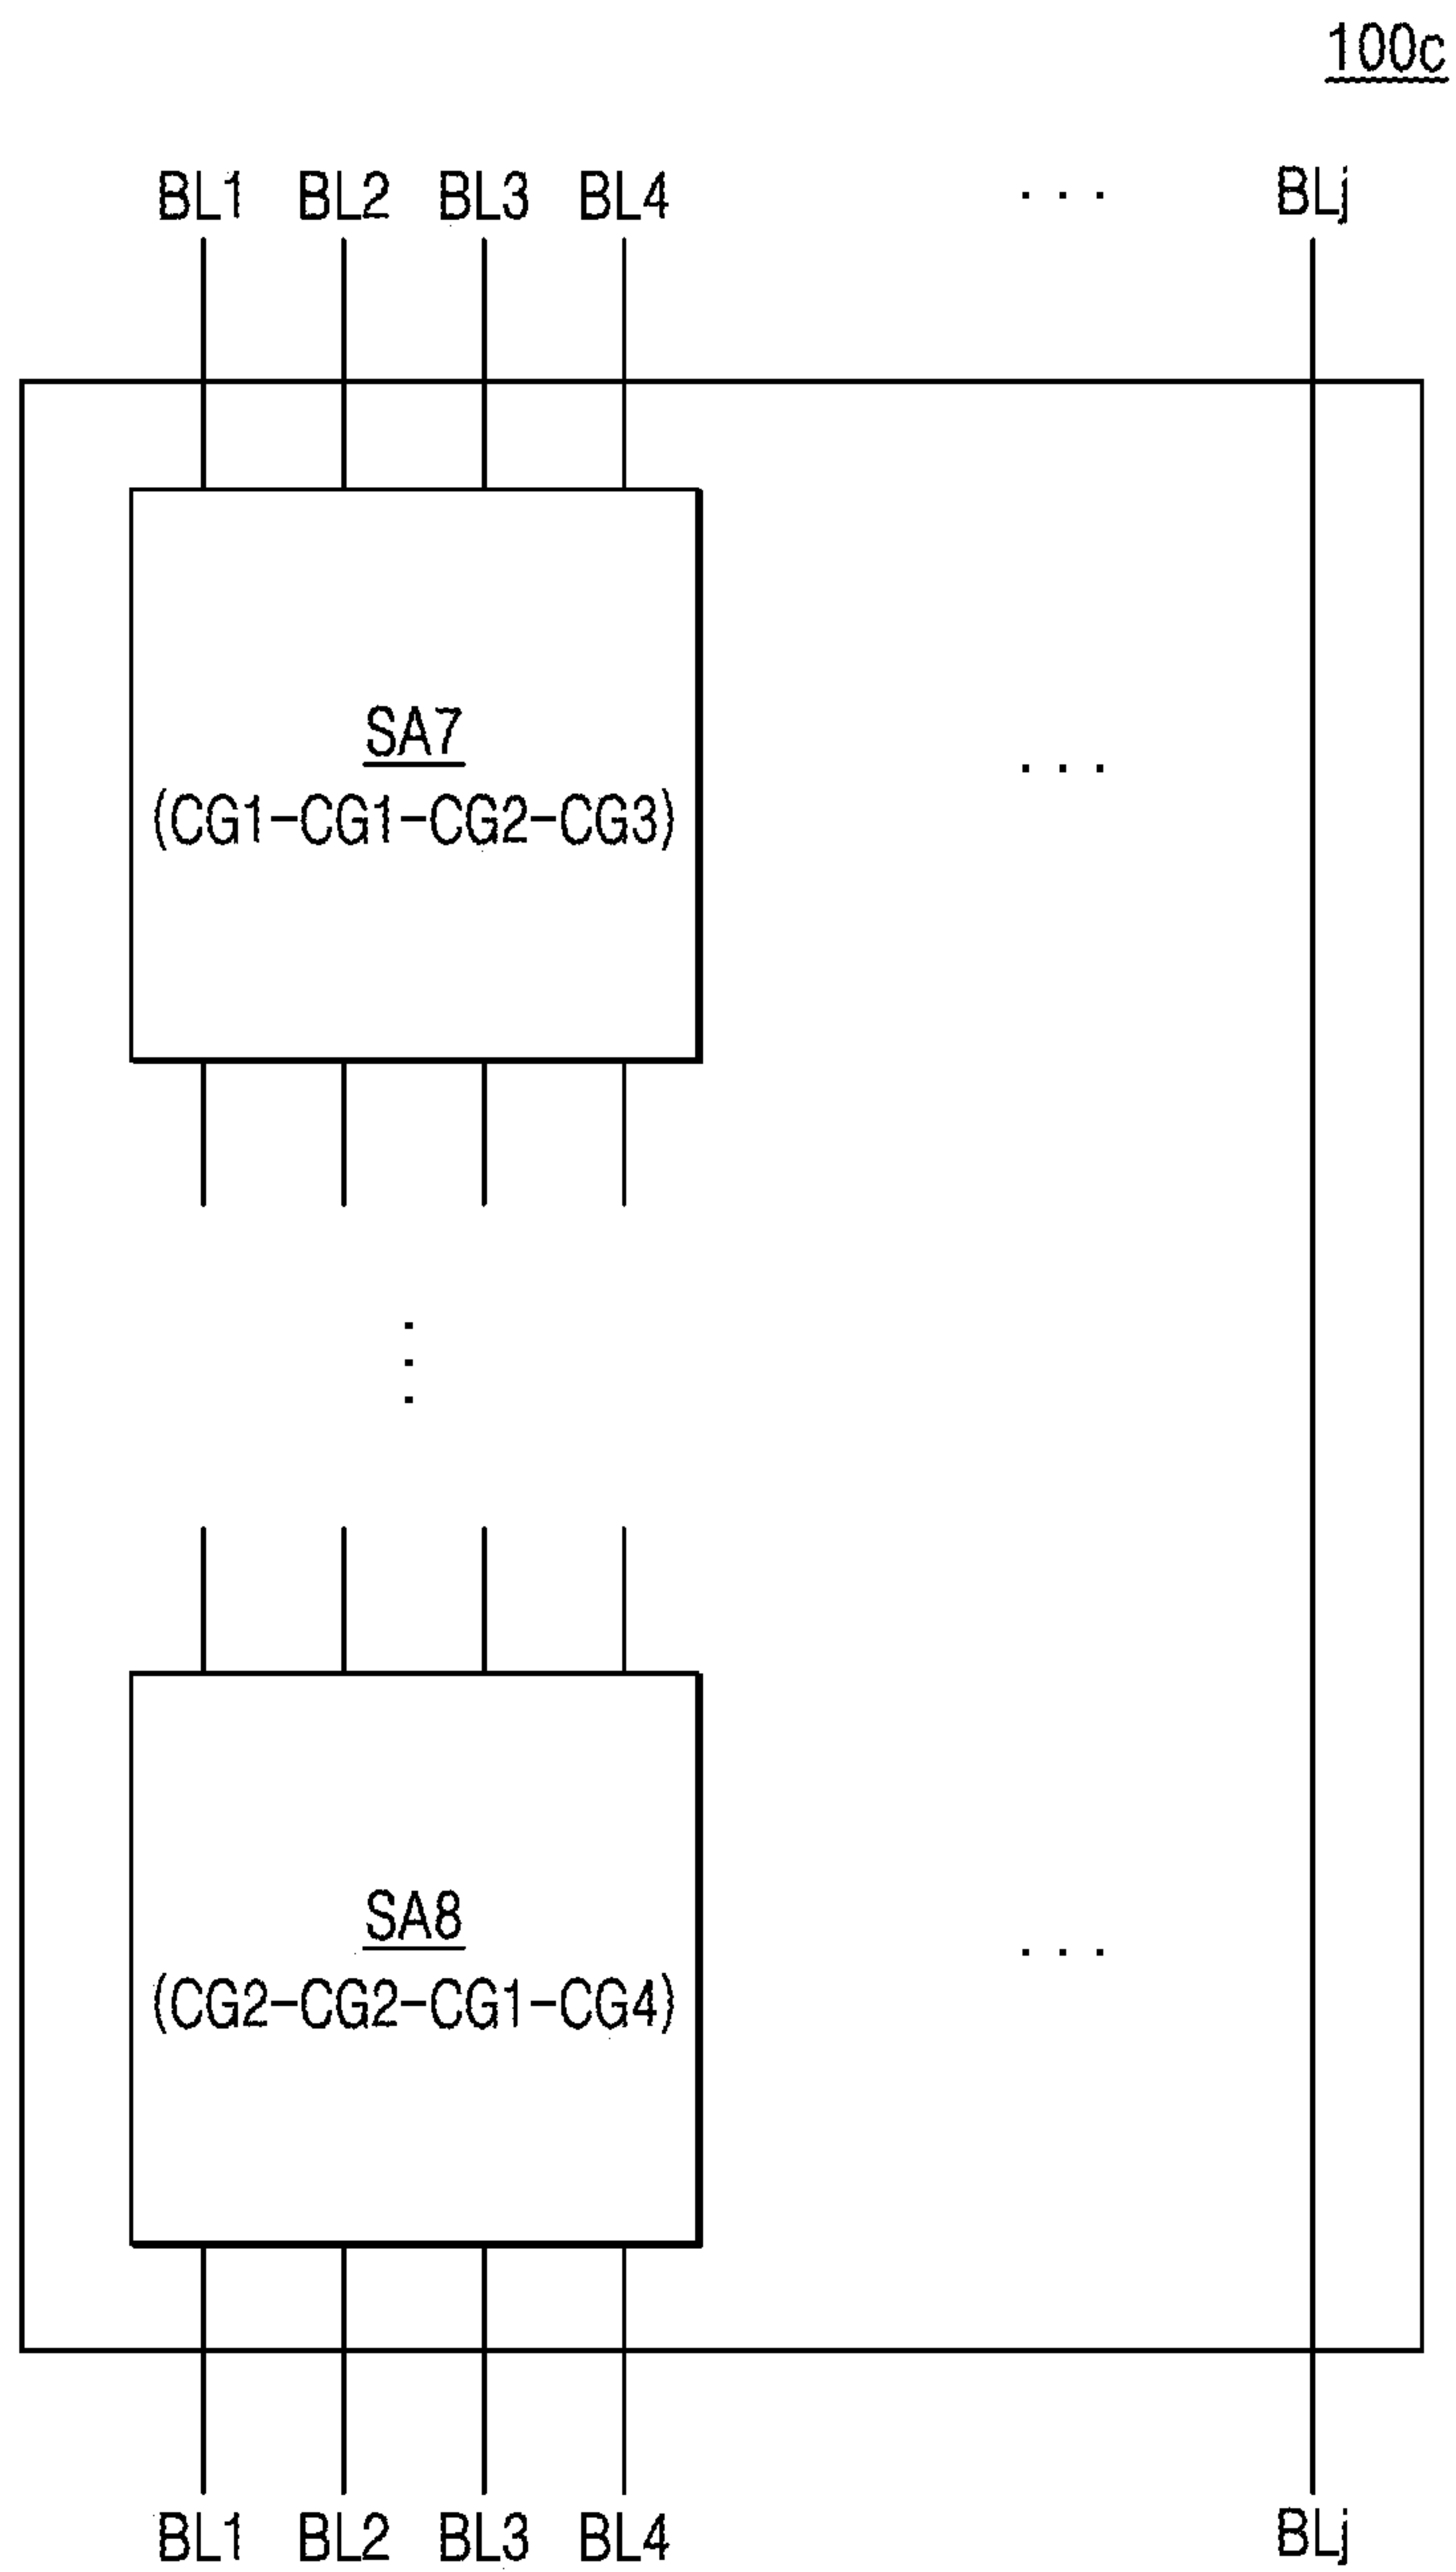 100c
BL1 BL2 BL3 BL4 ... BLj
SA7
(CG1-CG1-CG2-CG3)
...
SA8
(CG2-CG2-CG1-CG4)
...
BL1 BL2 BL3 BL4 BLj